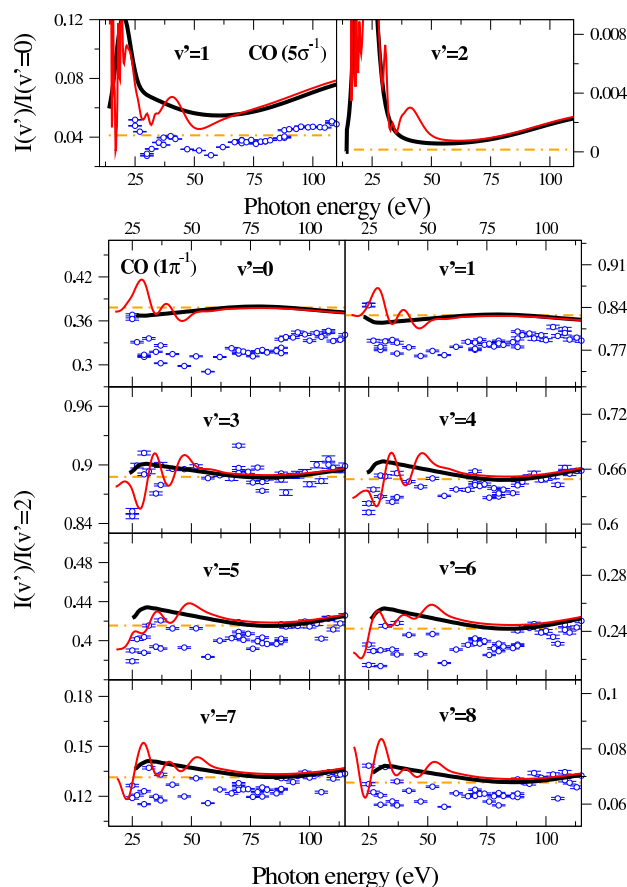 0.12
0.08
0.04
v'=1
CO (5σ⁻¹)
v'=2
0.008
0.004
0
I(v')/I(v'=0)
25 50 75 100 25 50 75 100
Photon energy (eV)
25 50 75 100 25 50 75 100
CO (1π⁻¹)
v'=0
v'=1
0.42
0.36
0.3
0.91
0.84
0.77
v'=3
v'=4
0.96
0.9
0.84
0.72
0.66
0.6
I(v')/I(v'=2)
v'=5
v'=6
0.48
0.44
0.4
0.28
0.26
0.24
v'=7
v'=8
0.18
0.15
0.12
0.1
0.08
0.06
25 50 75 100 25 50 75 100
Photon energy (eV)